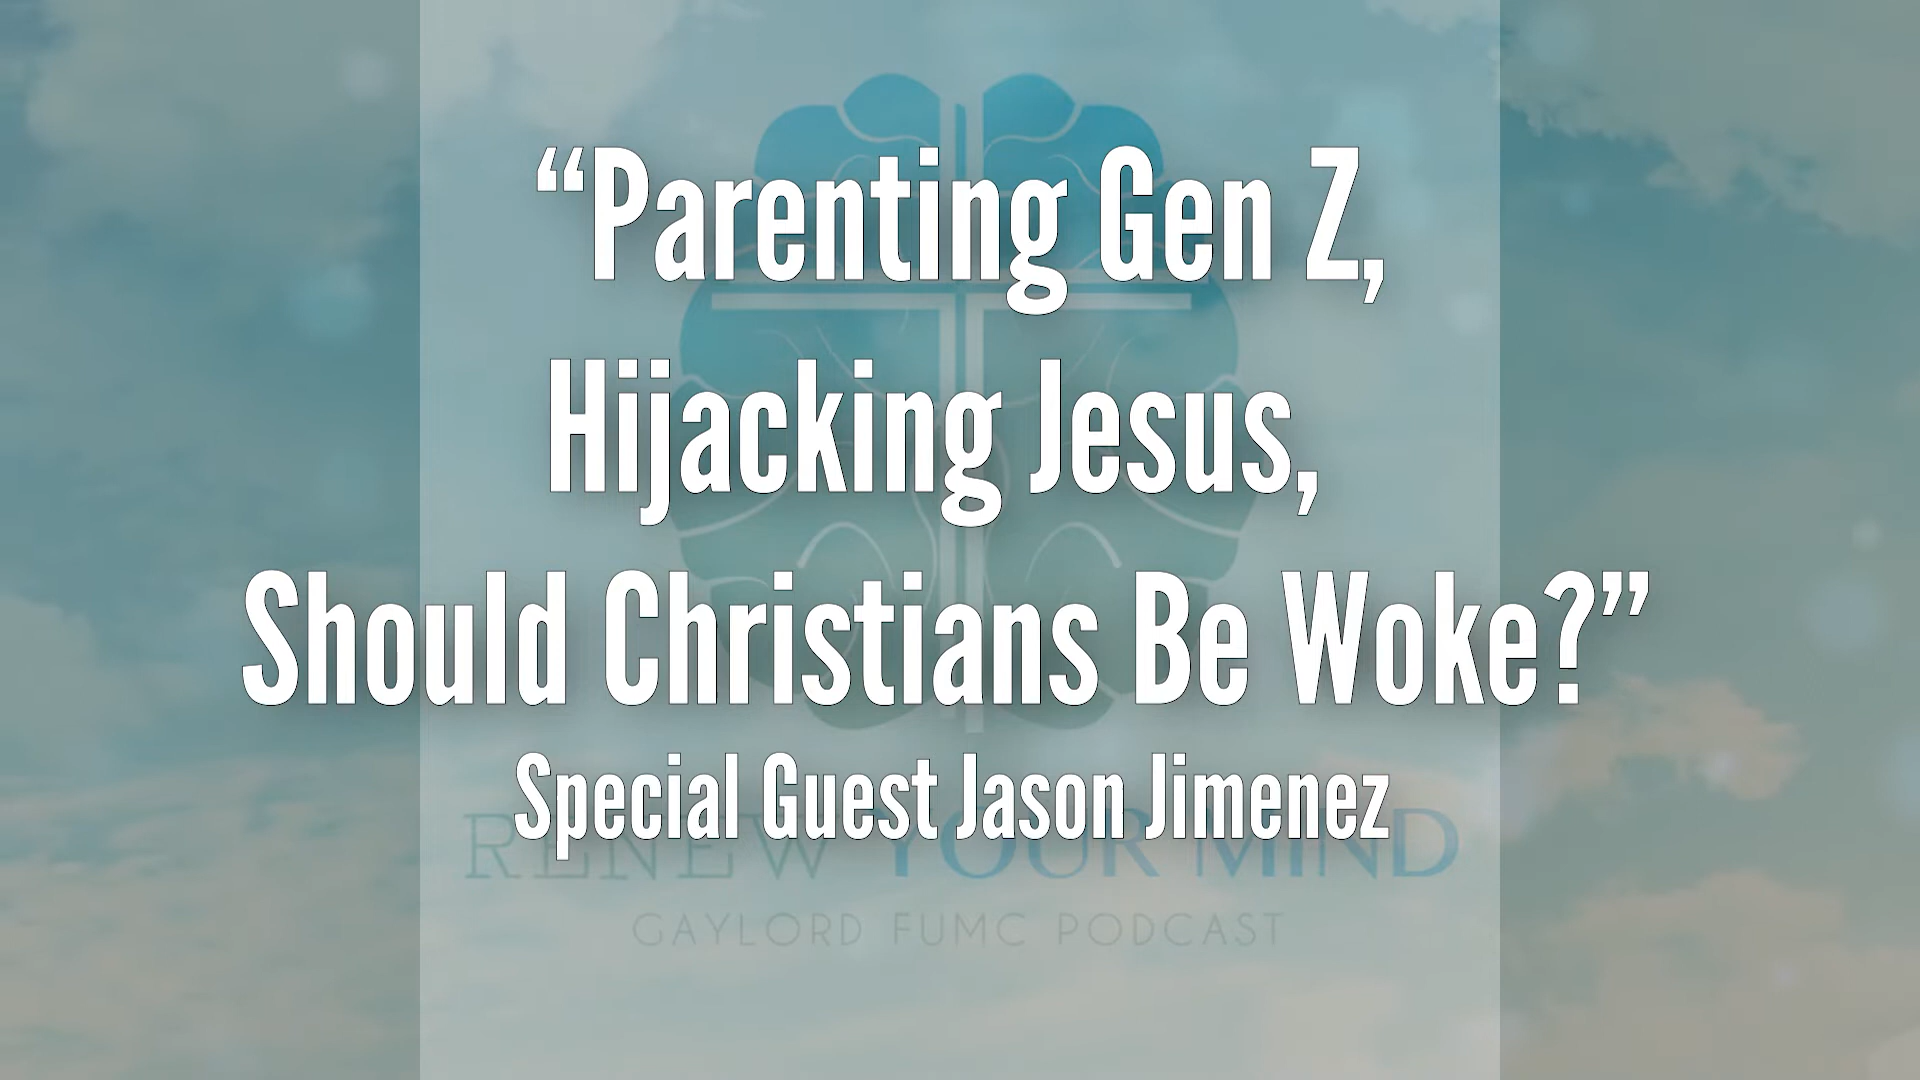 “Parenting Gen Z,
Hijacking Jesus,
Should Christians Be Woke?”
Special Guest Jason Jimenez
RENEW YOUR MIND
GAYLORD FUMC PODCAST